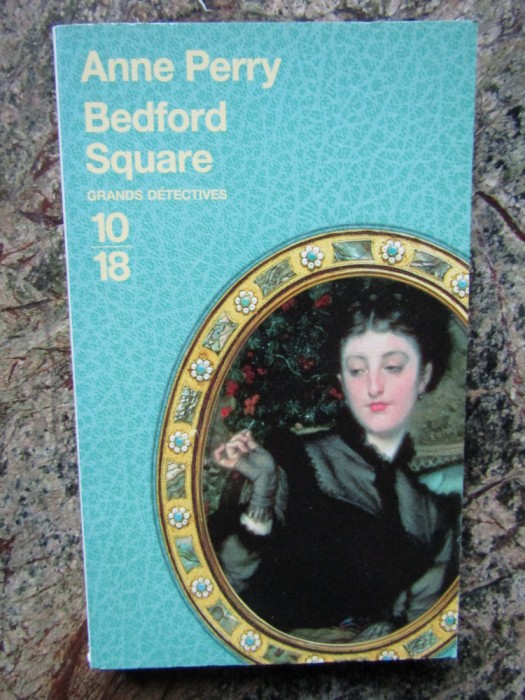 Anne Perry
Bedford
Square
GRANDS DÉTECTIVES
10
18